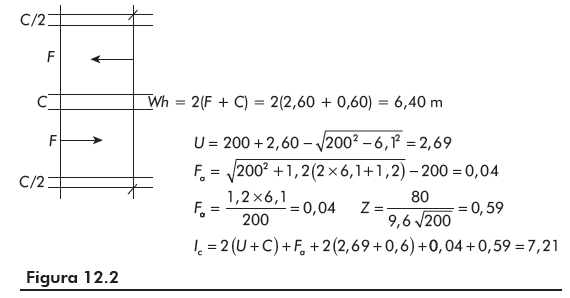 C/2
F
C
Wh = 2(F + C) = 2(2,60 + 0,60) = 6,40 m
F
U = 200 + 2,60 – √200² – 6,1² = 2,69
Fₐ = √200² + 1,2(2 × 6,1 + 1,2) – 200 = 0,04
C/2
Fₐ = 1,2 × 6,1 / 200 = 0,04 Z = 80 / 9,6 √200 = 0,59
I꜀ = 2 (U + C) + Fₐ + 2 (2,69 + 0,6) + 0,04 + 0,59 = 7,21
Figura 12.2